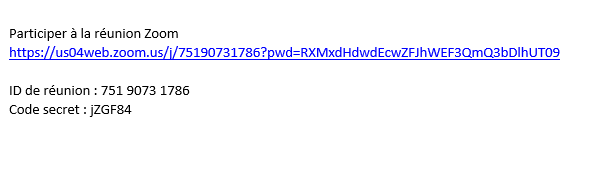 Participer à la réunion Zoom
https://us04web.zoom.us/j/75190731786?pwd=RXMxdHdwdEcwZFJhWEF3QmQ3bDlhUT09
ID de réunion : 751 9073 1786
Code secret : jZGF84